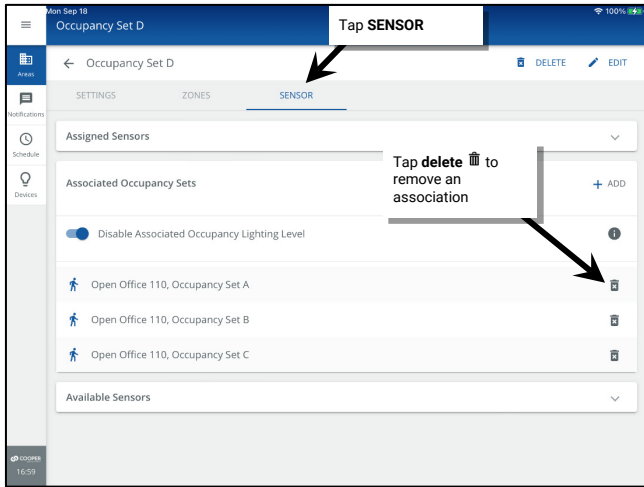 Mon Sep 18
100%
Occupancy Set D
Tap SENSOR
Areas
Notifications
Schedule
Devices
Occupancy Set D
DELETE
EDIT
SETTINGS
ZONES
SENSOR
Assigned Sensors
Tap delete to
remove an
association
Associated Occupancy Sets
+ ADD
Disable Associated Occupancy Lighting Level
Open Office 110, Occupancy Set A
Open Office 110, Occupancy Set B
Open Office 110, Occupancy Set C
Available Sensors
COOPER
16:59